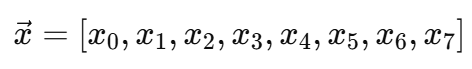 x⃗ = [x₀, x₁, x₂, x₃, x₄, x₅, x₆, x₇]